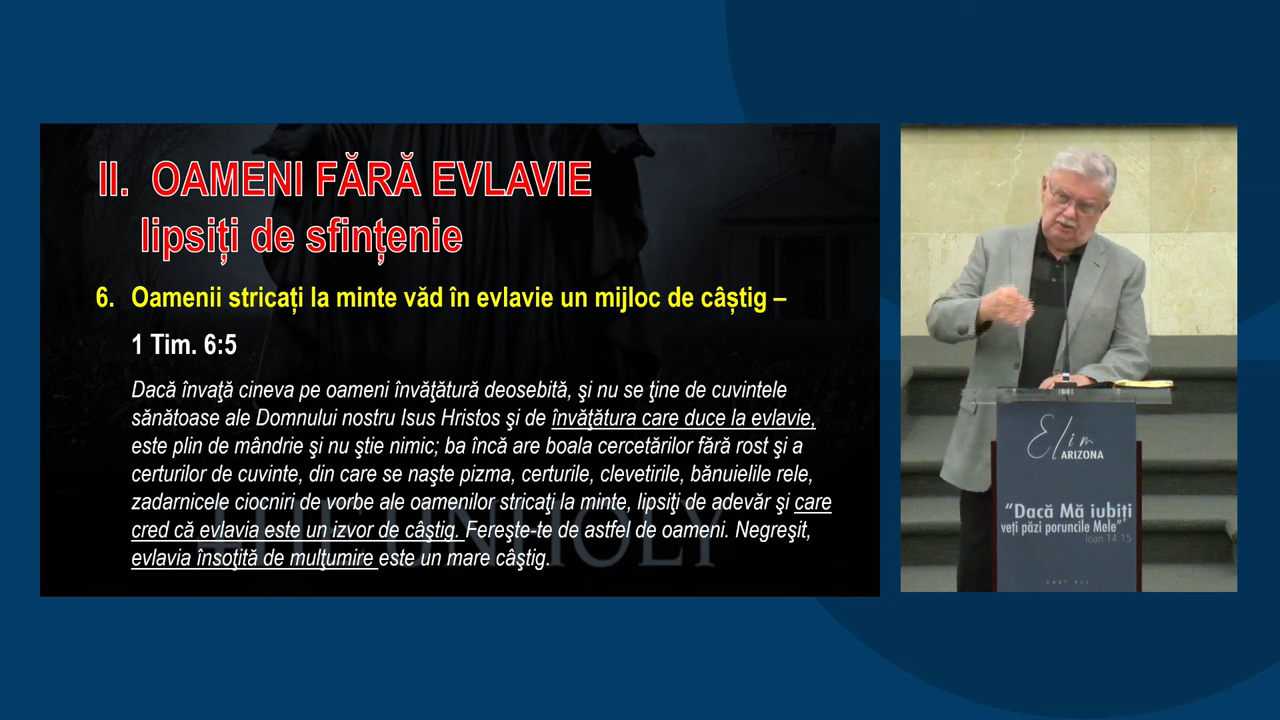 II. OAMENI FĂRĂ EVLAVIE
lipsiți de sfințenie
6. Oamenii stricați la minte văd în evlavie un mijloc de câștig –
1 Tim. 6:5
Dacă învaţă cineva pe oameni învăţătură deosebită, şi nu se ţine de cuvintele
sănătoase ale Domnului nostru Isus Hristos şi de învăţătura care duce la evlavie,
este plin de mândrie şi nu ştie nimic; ba încă are boala cercetărilor fără rost şi a
certurilor de cuvinte, din care se naşte pizma, certurile, clevetirile, bănuielile rele,
zadarnicele ciocniri de vorbe ale oamenilor stricaţi la minte, lipsiţi de adevăr şi care
cred că evlavia este un izvor de câştig. Fereşte-te de astfel de oameni. Negreşit,
evlavia însoţită de mulţumire este un mare câştig.
UNHOLY
Elim
ARIZONA
“Dacă Mă iubiți
veți păzi poruncile Mele”
Ioan 14:15